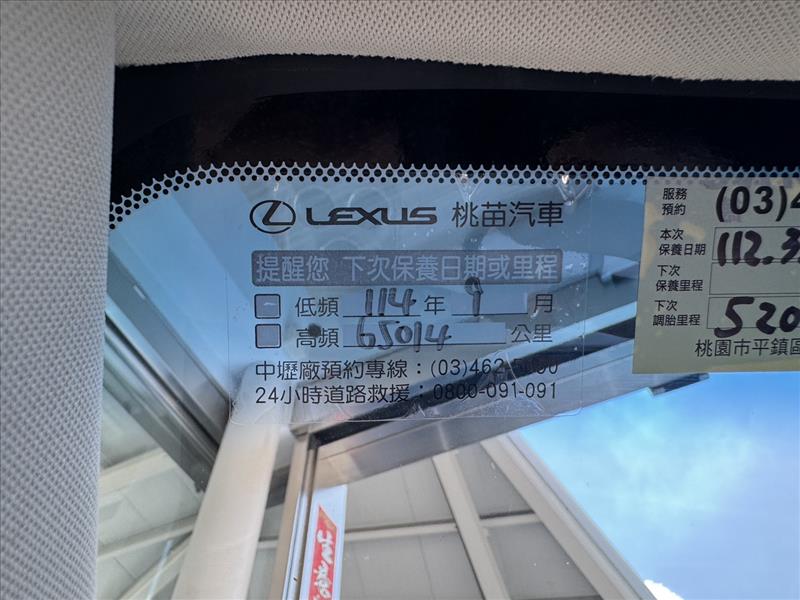 LEXUS 桃苗汽車
提醒您 下次保養日期或里程
低頻 114 年 9 月
高頻 65014 公里
中壢廠預約專線：(03)462-
24小時道路救援：0800-091-091
服務預約 (03)4
本次保養日期 112.3
下次保養里程
下次調胎里程 520
桃園市平鎮區